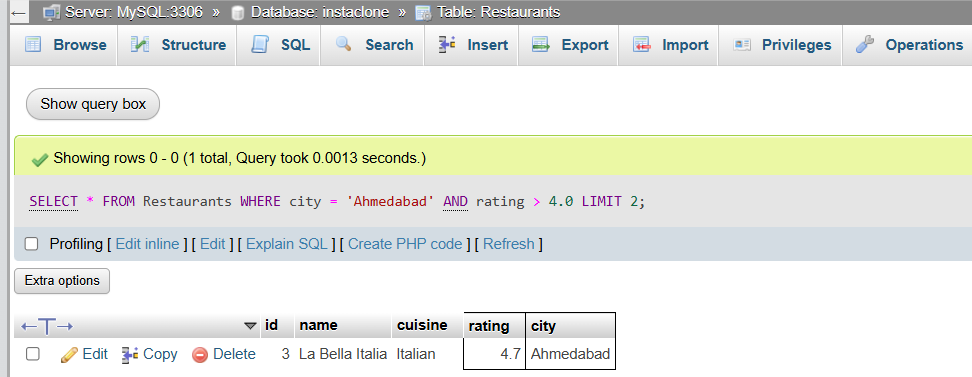 ← Server: MySQL:3306 » Database: instaclone » Table: Restaurants
Browse Structure SQL Search Insert Export Import Privileges Operations
Show query box
Showing rows 0 - 0 (1 total, Query took 0.0013 seconds.)
SELECT * FROM Restaurants WHERE city = 'Ahmedabad' AND rating > 4.0 LIMIT 2;
Profiling [ Edit inline ] [ Edit ] [ Explain SQL ] [ Create PHP code ] [ Refresh ]
Extra options
←T→ id name cuisine rating city
Edit Copy Delete 3 La Bella Italia Italian 4.7 Ahmedabad